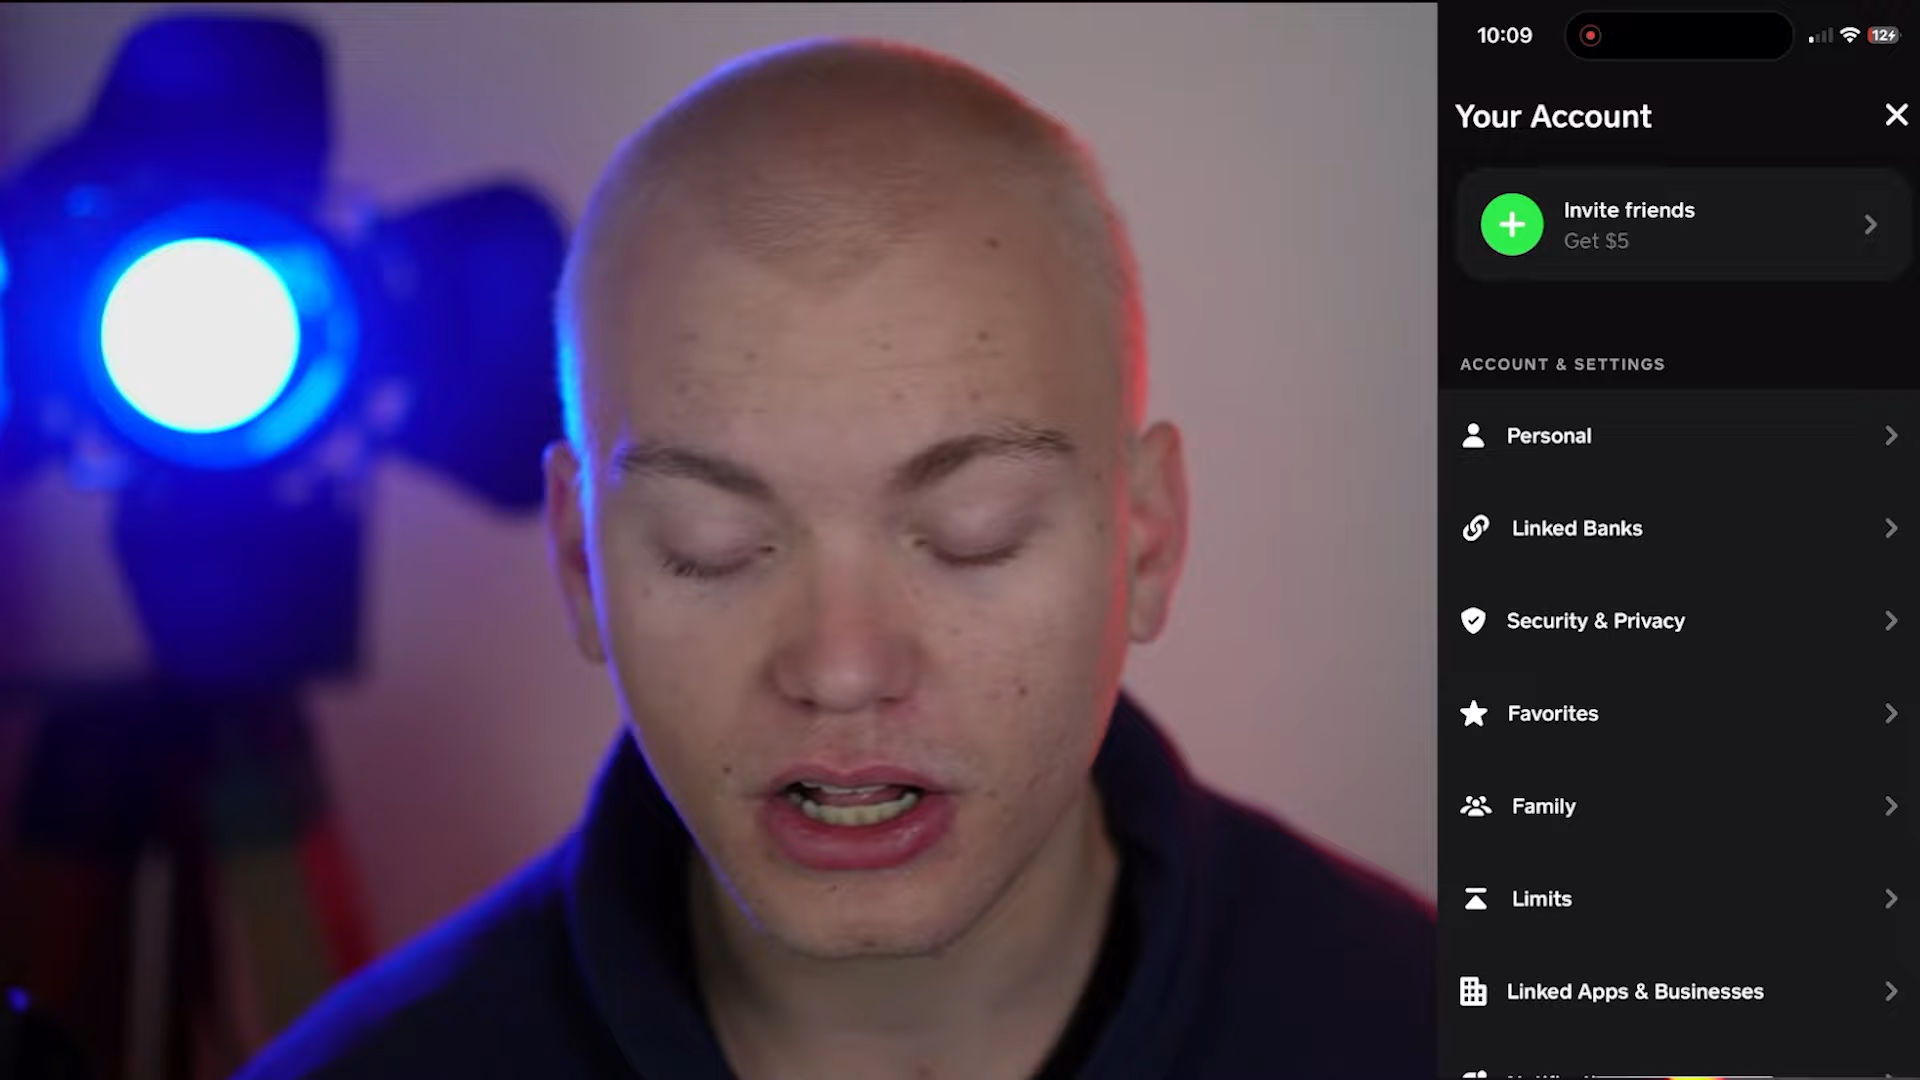 10:09
12
Your Account
Invite friends
Get $5
ACCOUNT & SETTINGS
Personal
Linked Banks
Security & Privacy
Favorites
Family
Limits
Linked Apps & Businesses